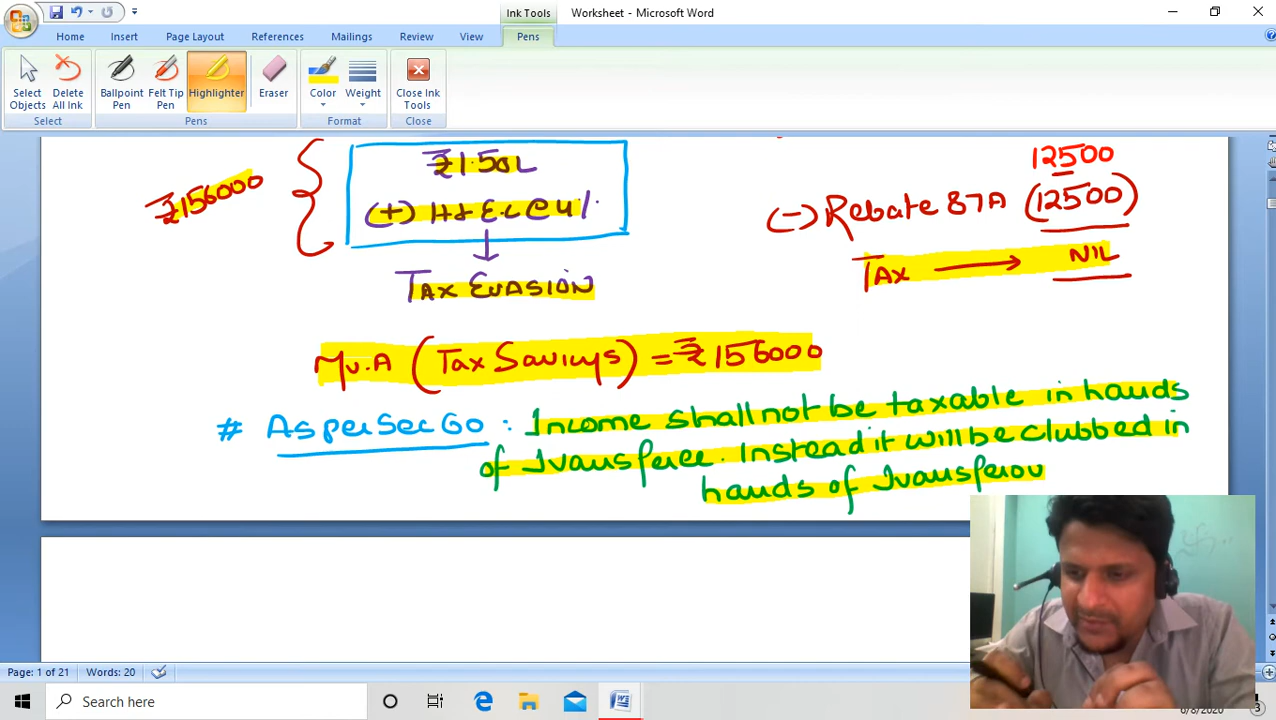 Ink Tools
Worksheet - Microsoft Word
Home Insert Page Layout References Mailings Review View Pens
Select Objects
Delete All Ink
Ballpoint Pen
Felt Tip Pen
Highlighter
Eraser
Color
Weight
Close Ink Tools
Select Pens Format Close
12500
₹1.50L
₹156000
(+) H&E.C @ 4%
(-) Rebate 87A (12500)
Tax → NIL
TAX EVASION
Mr.A (Tax Savings) = ₹156000
# As per Sec 60 : Income shall not be taxable in hands
of Transferee. Instead it will be clubbed in
hands of Transferor
Page: 1 of 21 Words: 20
Search here
6/8/2020
3